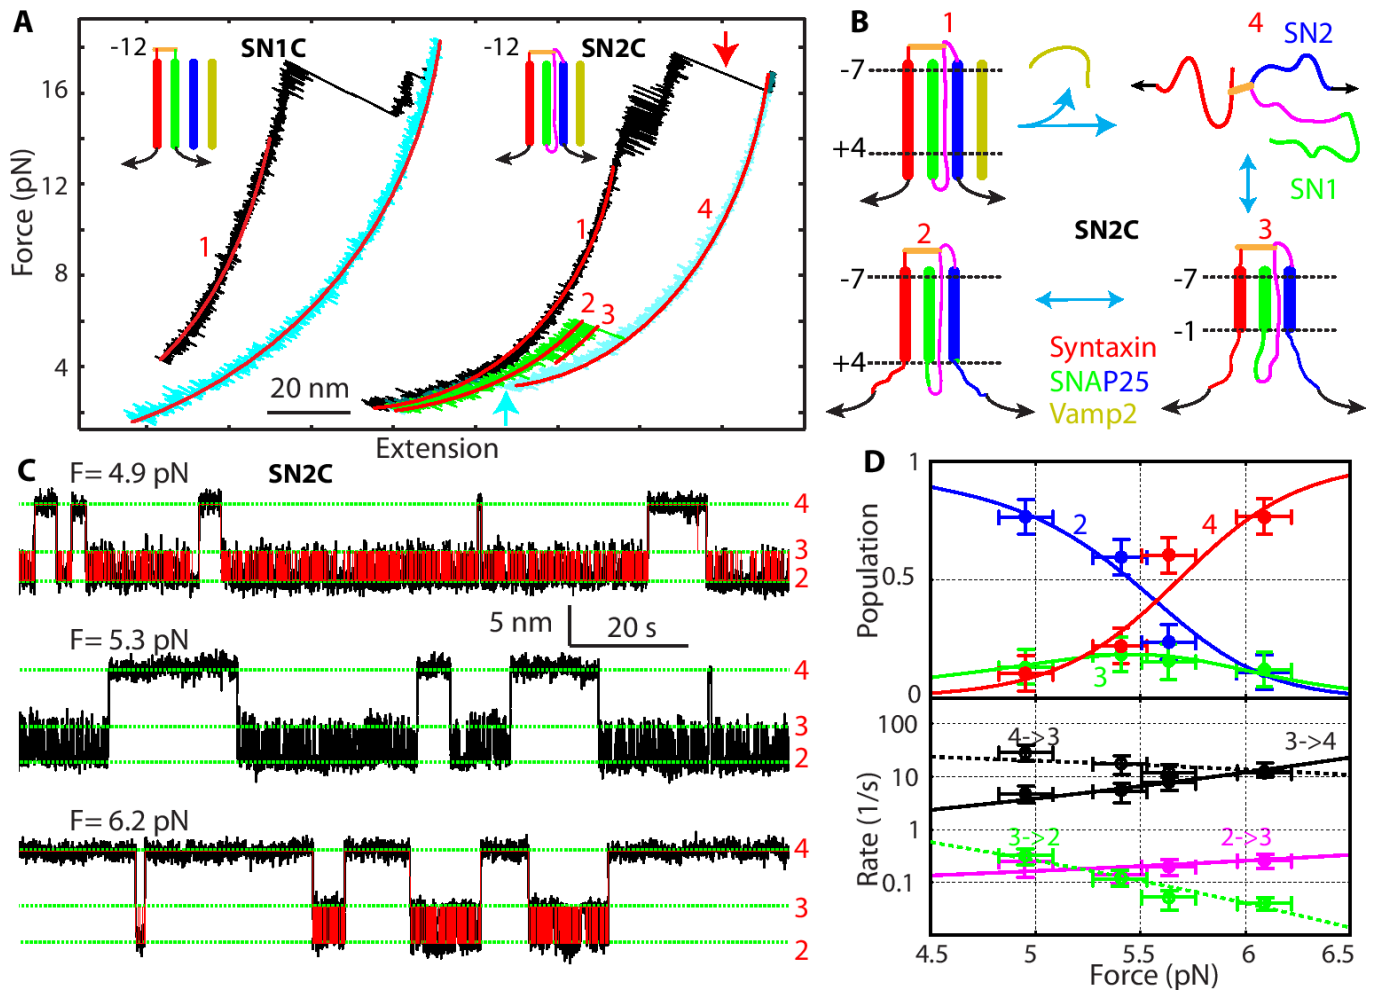 A
-12
SN1C
-12
SN2C
16
12
8
4
Force (pN)
1
1
2
3
4
20 nm
Extension
B
1
-7
+4
4
SN2
SN1
2
-7
+4
SN2C
3
-7
-1
Syntaxin
SNAP25
Vamp2
C
F= 4.9 pN
SN2C
4
3
2
5 nm
20 s
F= 5.3 pN
4
3
2
F= 6.2 pN
4
3
2
D
1
0.5
0
Population
2
4
3
100
10
1
0.1
Rate (1/s)
4->3
3->4
3->2
2->3
4.5
5
5.5
6
6.5
Force (pN)